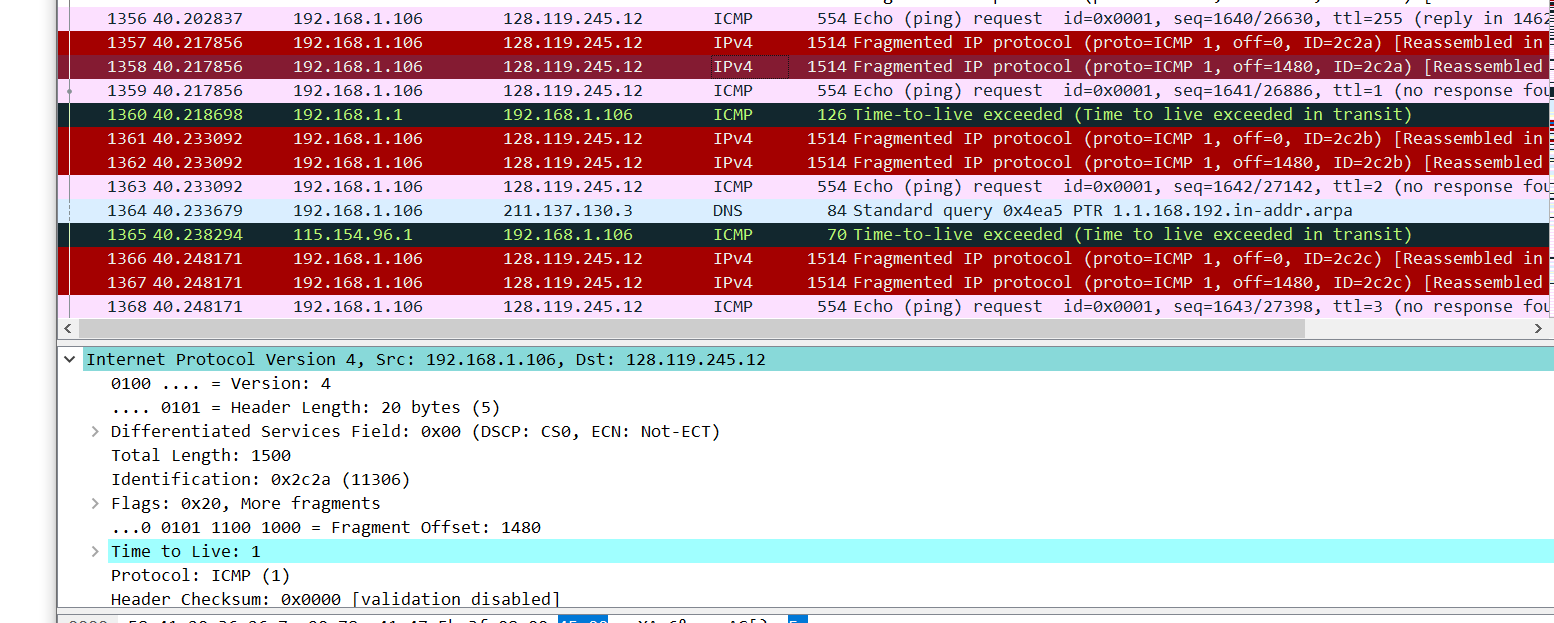 1356 40.202837 192.168.1.106 128.119.245.12 ICMP 554 Echo (ping) request id=0x0001, seq=1640/26630, ttl=255 (reply in 1462
1357 40.217856 192.168.1.106 128.119.245.12 IPv4 1514 Fragmented IP protocol (proto=ICMP 1, off=0, ID=2c2a) [Reassembled in
1358 40.217856 192.168.1.106 128.119.245.12 IPv4 1514 Fragmented IP protocol (proto=ICMP 1, off=1480, ID=2c2a) [Reassembled
1359 40.217856 192.168.1.106 128.119.245.12 ICMP 554 Echo (ping) request id=0x0001, seq=1641/26886, ttl=1 (no response fou
1360 40.218698 192.168.1.1 192.168.1.106 ICMP 126 Time-to-live exceeded (Time to live exceeded in transit)
1361 40.233092 192.168.1.106 128.119.245.12 IPv4 1514 Fragmented IP protocol (proto=ICMP 1, off=0, ID=2c2b) [Reassembled in
1362 40.233092 192.168.1.106 128.119.245.12 IPv4 1514 Fragmented IP protocol (proto=ICMP 1, off=1480, ID=2c2b) [Reassembled
1363 40.233092 192.168.1.106 128.119.245.12 ICMP 554 Echo (ping) request id=0x0001, seq=1642/27142, ttl=2 (no response fou
1364 40.233679 192.168.1.106 211.137.130.3 DNS 84 Standard query 0x4ea5 PTR 1.1.168.192.in-addr.arpa
1365 40.238294 115.154.96.1 192.168.1.106 ICMP 70 Time-to-live exceeded (Time to live exceeded in transit)
1366 40.248171 192.168.1.106 128.119.245.12 IPv4 1514 Fragmented IP protocol (proto=ICMP 1, off=0, ID=2c2c) [Reassembled in
1367 40.248171 192.168.1.106 128.119.245.12 IPv4 1514 Fragmented IP protocol (proto=ICMP 1, off=1480, ID=2c2c) [Reassembled
1368 40.248171 192.168.1.106 128.119.245.12 ICMP 554 Echo (ping) request id=0x0001, seq=1643/27398, ttl=3 (no response fou
Internet Protocol Version 4, Src: 192.168.1.106, Dst: 128.119.245.12
0100 .... = Version: 4
.... 0101 = Header Length: 20 bytes (5)
Differentiated Services Field: 0x00 (DSCP: CS0, ECN: Not-ECT)
Total Length: 1500
Identification: 0x2c2a (11306)
Flags: 0x20, More fragments
...0 0101 1100 1000 = Fragment Offset: 1480
Time to Live: 1
Protocol: ICMP (1)
Header Checksum: 0x0000 [validation disabled]